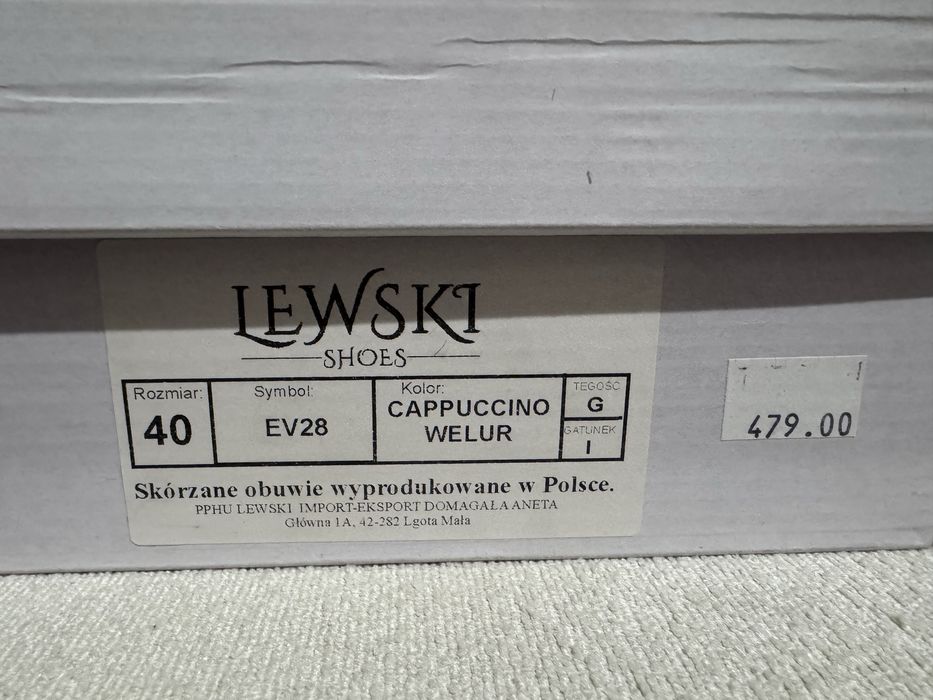 LEWSKI
SHOES
Rozmiar:
40
Symbol:
EV28
Kolor:
CAPPUCCINO
WELUR
TĘGOŚĆ
G
GATUNEK
I
Skórzane obuwie wyprodukowane w Polsce.
PPHU LEWSKI IMPORT-EKSPORT DOMAGAŁA ANETA
Główna 1A, 42-282 Lgota Mała
479.00